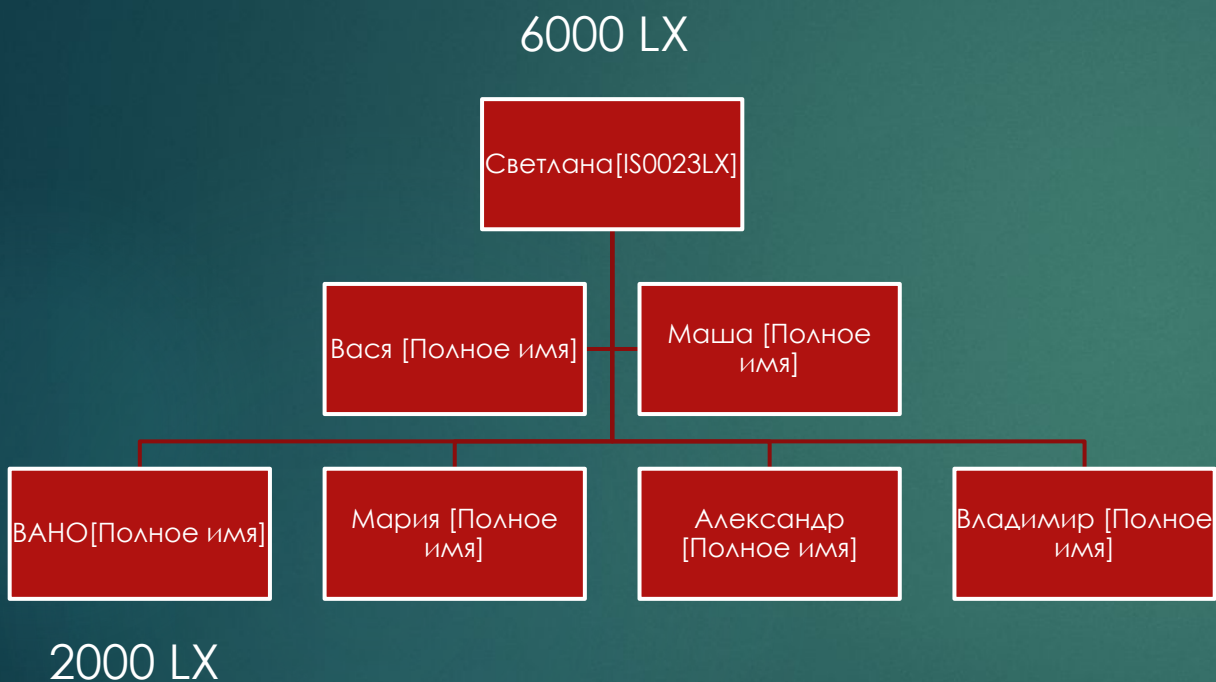 6000 LX
Светлана[IS0023LX]
Вася [Полное имя]
Маша [Полное
имя]
ВАНО[Полное имя]
Мария [Полное
имя]
Александр
[Полное имя]
Владимир [Полное
имя]
2000 LX